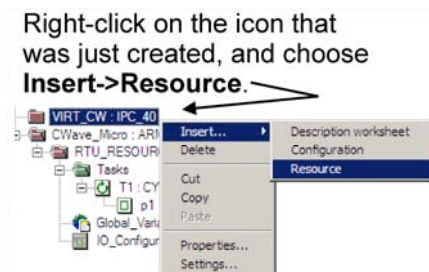 Right-click on the icon that
was just created, and choose
Insert->Resource.
VIRT_CW : IPC_40
CWave_Micro : ARM
RTU_RESOUR
Tasks
T1 : CY
p1
Global_Varia
IO_Configur
Insert...
Delete
Cut
Copy
Paste
Properties...
Settings...
Description worksheet
Configuration
Resource